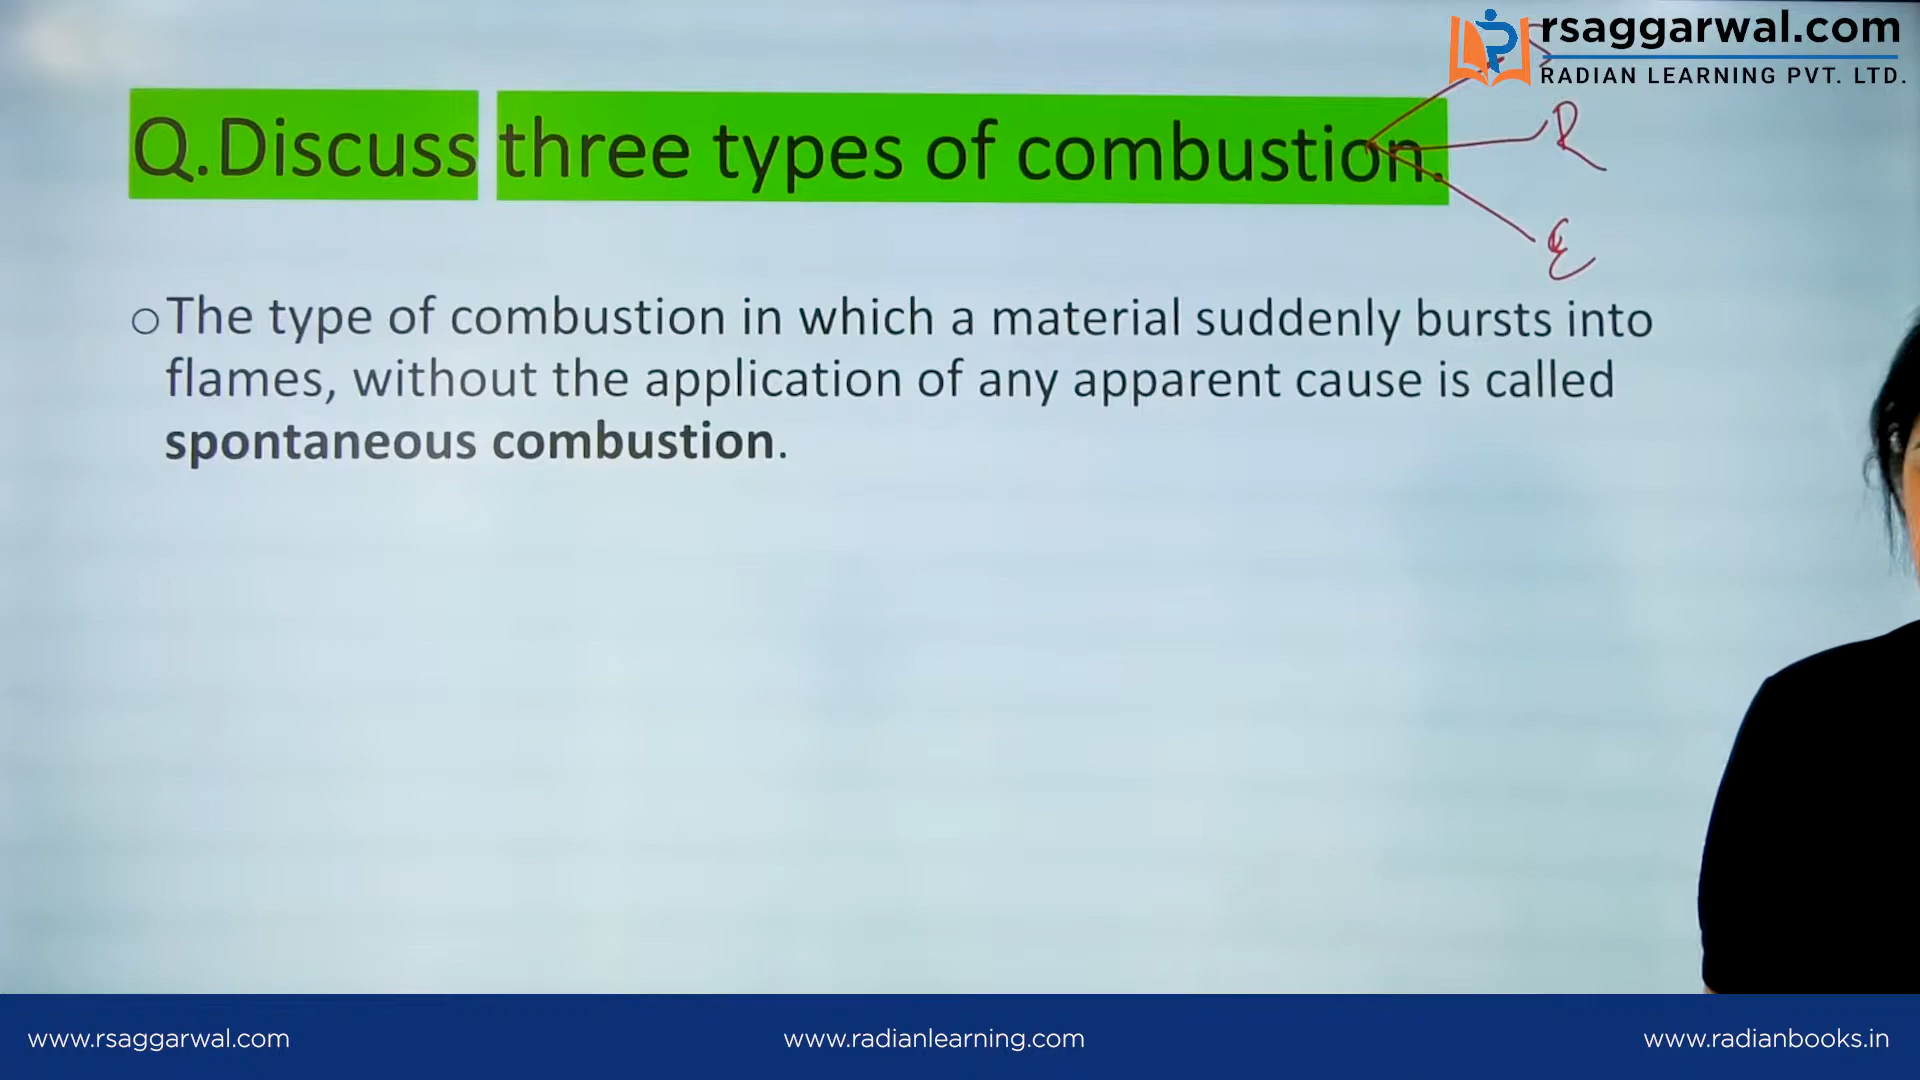 rsaggarwal.com
RADIAN LEARNING PVT. LTD.
Q.Discuss three types of combustion.
R
E
The type of combustion in which a material suddenly bursts into
flames, without the application of any apparent cause is called
spontaneous combustion.
www.rsaggarwal.com
www.radianlearning.com
www.radianbooks.in